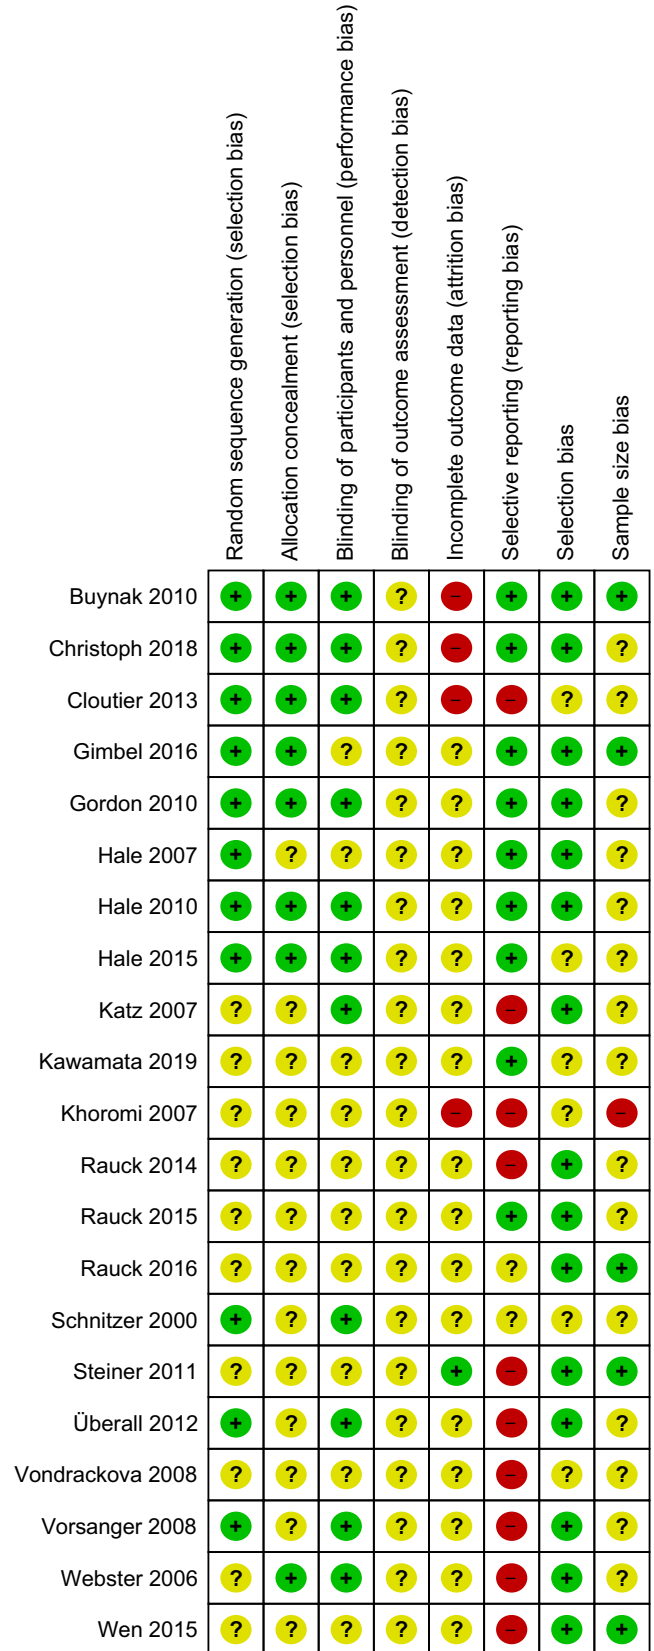 Random sequence generation (selection bias)
Allocation concealment (selection bias)
Blinding of participants and personnel (performance bias)
Blinding of outcome assessment (detection bias)
Incomplete outcome data (attrition bias)
Selective reporting (reporting bias)
Selection bias
Sample size bias
Buynak 2010 + + + ? – + + +
Christoph 2018 + + + ? – + + ?
Cloutier 2013 + + + ? – – ? ?
Gimbel 2016 + + ? ? ? + + +
Gordon 2010 + + + ? ? + + ?
Hale 2007 + ? ? ? ? + + ?
Hale 2010 + + + ? ? + + ?
Hale 2015 + + + ? ? + ? ?
Katz 2007 ? ? + ? ? – + ?
Kawamata 2019 ? ? ? ? ? + ? ?
Khoromi 2007 ? ? ? ? – – ? –
Rauck 2014 ? ? ? ? ? – + ?
Rauck 2015 ? ? ? ? ? + + ?
Rauck 2016 ? ? ? ? ? ? + +
Schnitzer 2000 + ? + ? ? ? ? ?
Steiner 2011 ? ? ? ? + – + +
Überall 2012 + ? + ? ? – + ?
Vondrackova 2008 ? ? ? ? ? – ? ?
Vorsanger 2008 + ? + ? ? – + ?
Webster 2006 ? + + ? ? – + ?
Wen 2015 ? ? ? ? ? – + +